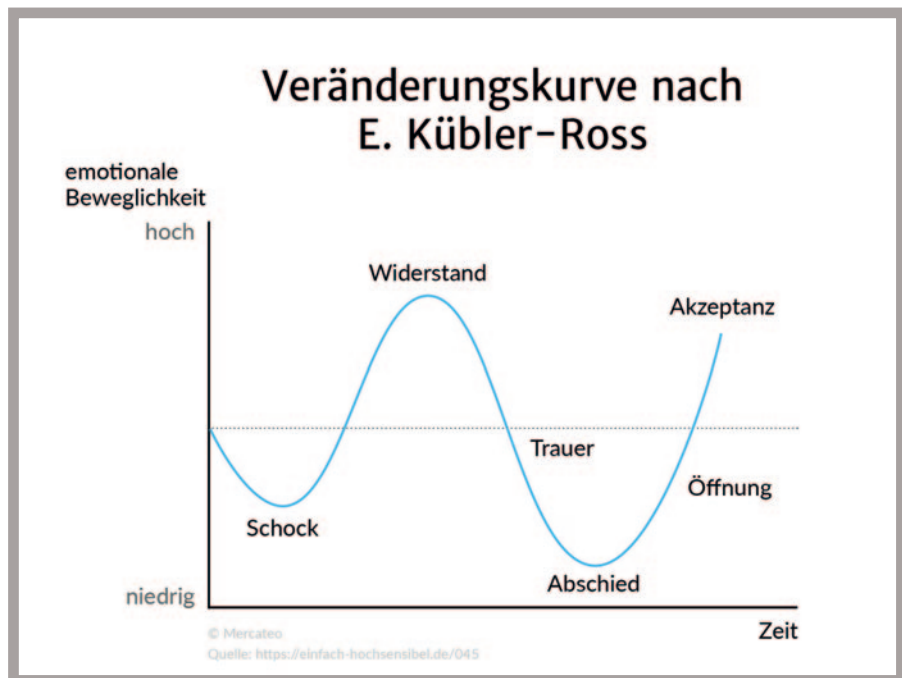 Veränderungskurve nach
E. Kübler-Ross
emotionale
Beweglichkeit
hoch
Widerstand
Akzeptanz
Trauer
Öffnung
Schock
Abschied
niedrig
Zeit
© Mercateo
Quelle: https://einfach-hochsensibel.de/045